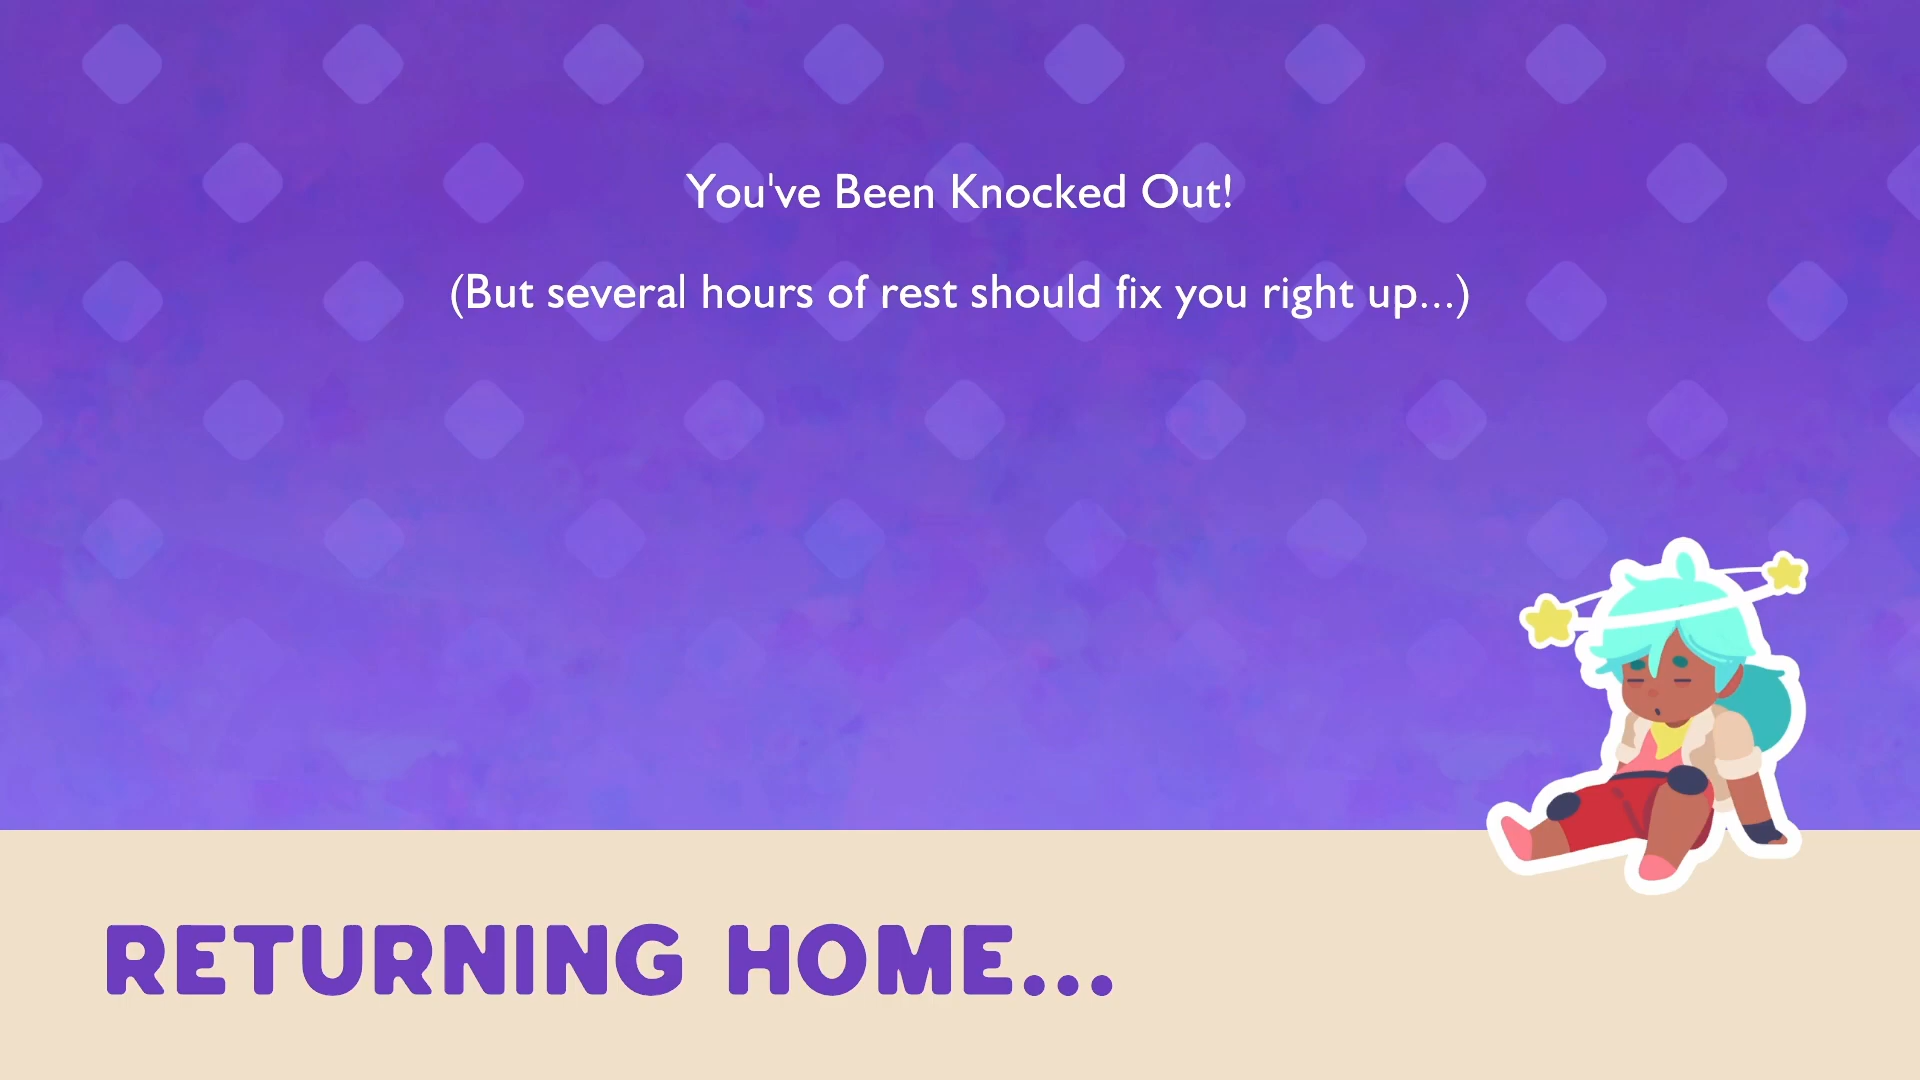 You've Been Knocked Out!
(But several hours of rest should fix you right up...)
RETURNING HOME...